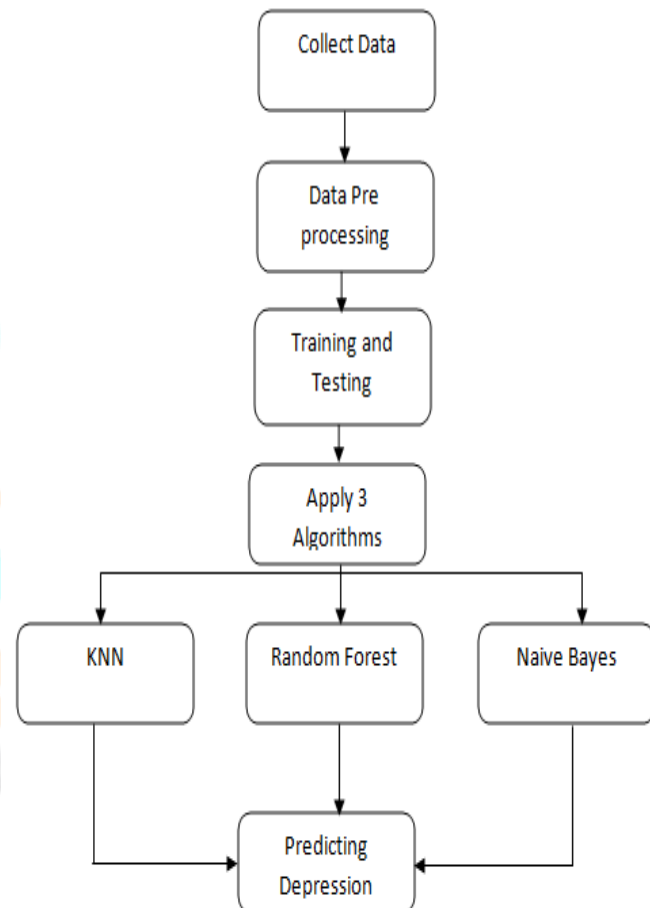 Collect Data
Data Pre
processing
Training and
Testing
Apply 3
Algorithms
KNN
Random Forest
Naive Bayes
Predicting
Depression